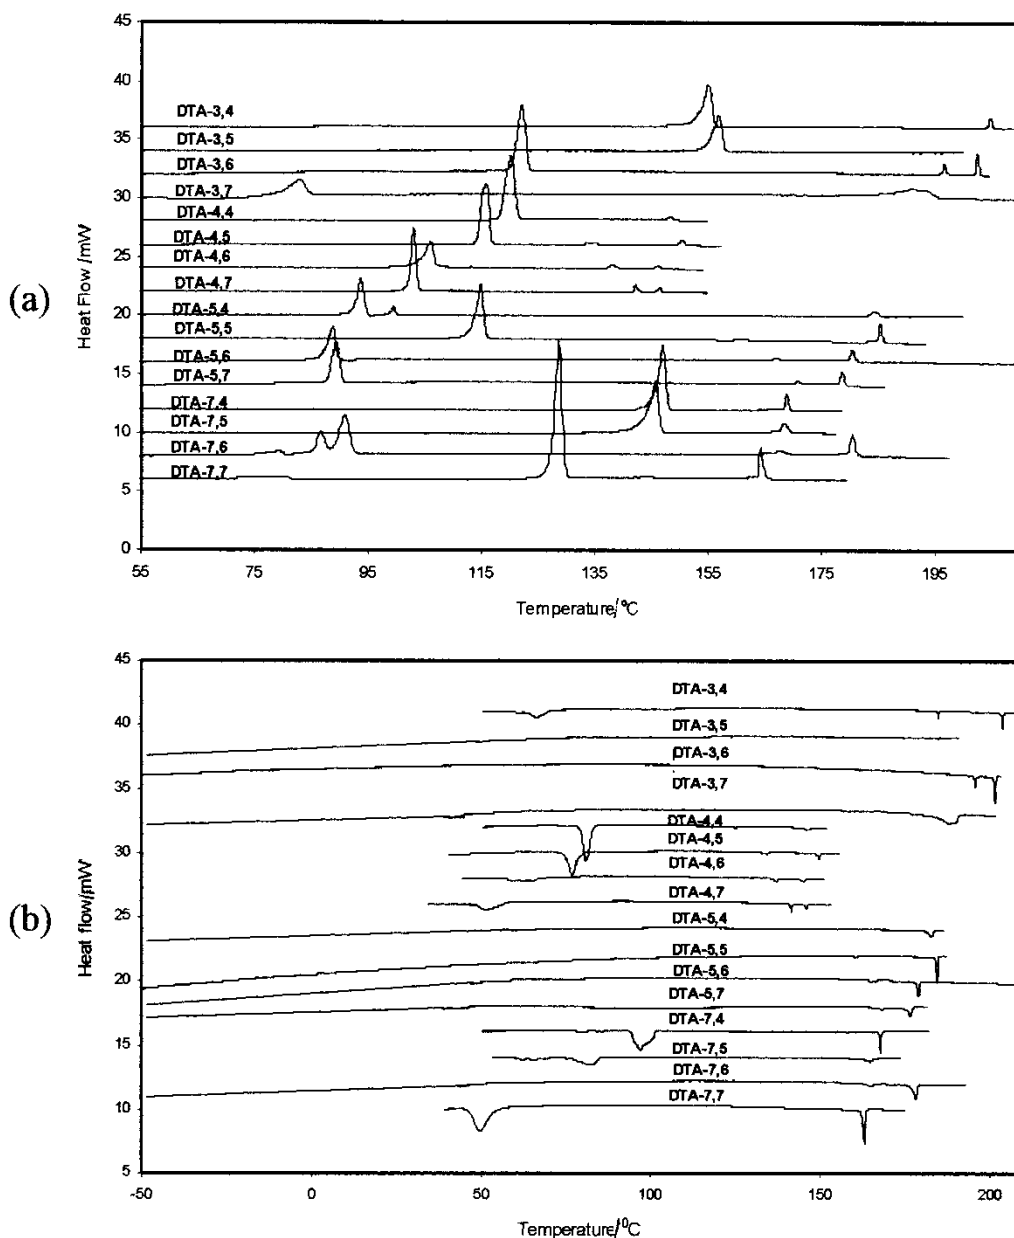 (a)
Heat Flow /mW
45
40
35
30
25
20
15
10
5
0
DTA-3,4
DTA-3,5
DTA-3,6
DTA-3,7
DTA-4,4
DTA-4,5
DTA-4,6
DTA-4,7
DTA-5,4
DTA-5,5
DTA-5,6
DTA-5,7
DTA-7,4
DTA-7,5
DTA-7,6
DTA-7,7
55 75 95 115 135 155 175 195
Temperature/°C
(b)
Heat flow/mW
45
40
35
30
25
20
15
10
5
DTA-3,4
DTA-3,5
DTA-3,6
DTA-3,7
DTA-4,4
DTA-4,5
DTA-4,6
DTA-4,7
DTA-5,4
DTA-5,5
DTA-5,6
DTA-5,7
DTA-7,4
DTA-7,5
DTA-7,6
DTA-7,7
-50 0 50 100 150 200
Temperature/⁰C